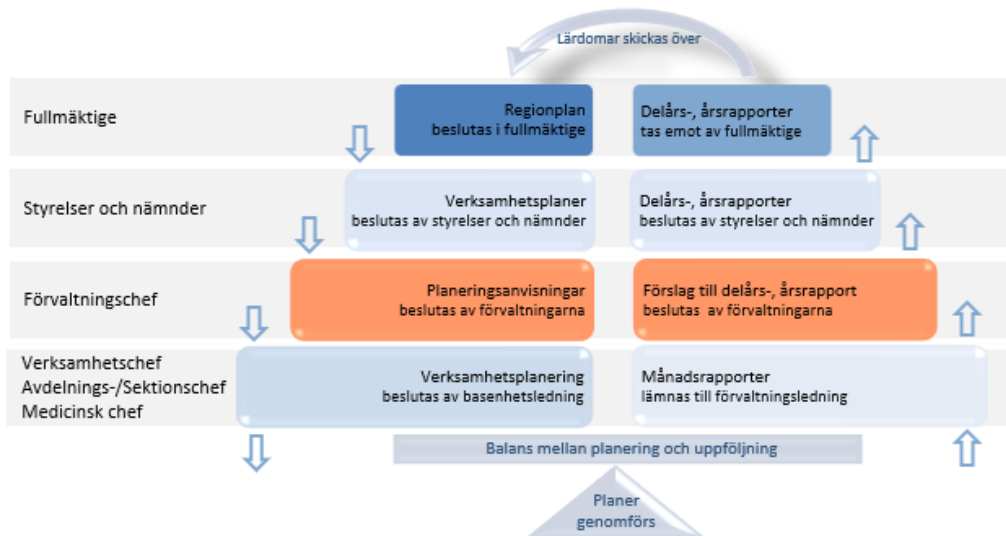 Lärdomar skickas över
Fullmäktige
Regionplan
beslutas i fullmäktige
Delårs-, årsrapporter
tas emot av fullmäktige
Styrelser och nämnder
Verksamhetsplaner
beslutas av styrelser och nämnder
Delårs-, årsrapporter
beslutas av styrelser och nämnder
Förvaltningschef
Planeringsanvisningar
beslutas av förvaltningarna
Förslag till delårs-, årsrapport
beslutas av förvaltningarna
Verksamhetschef
Avdelnings-/Sektionschef
Medicinsk chef
Verksamhetsplanering
beslutas av basenhetsledning
Månadsrapporter
lämnas till förvaltningsledning
Balans mellan planering och uppföljning
Planer
genomförs